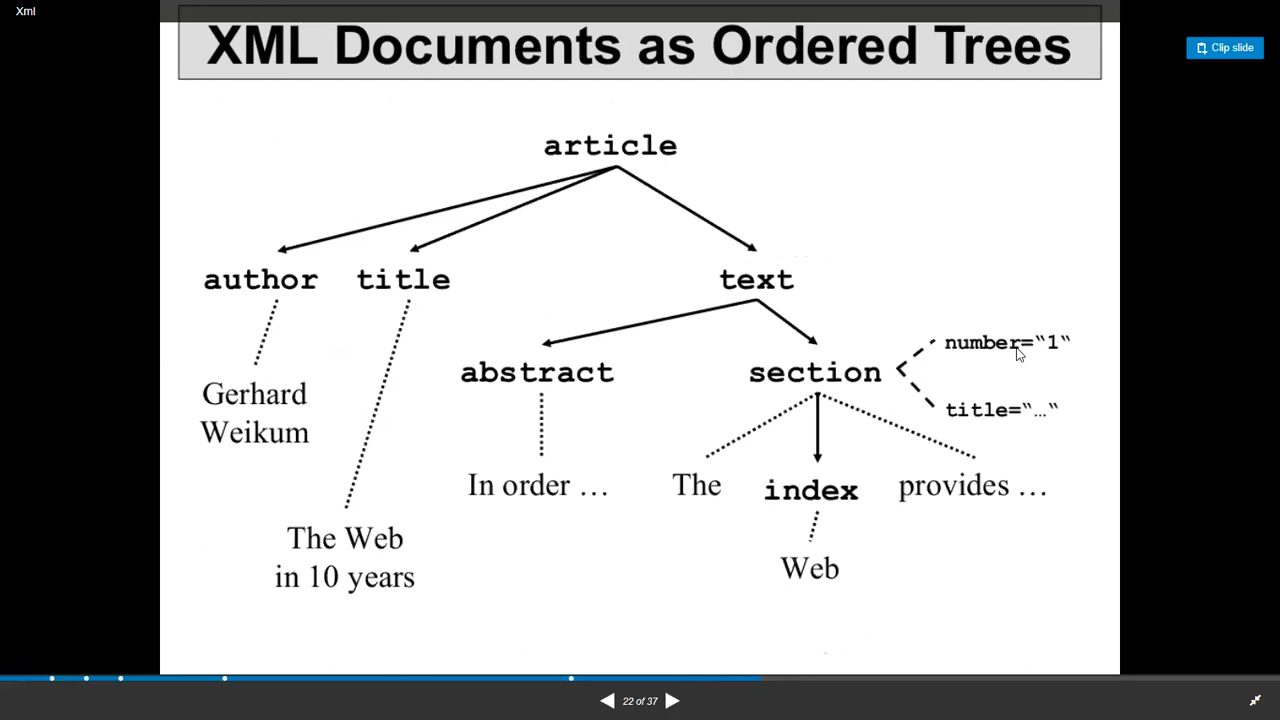 Xml
XML Documents as Ordered Trees
Clip slide
article
author title text
number=“1“
abstract section
title=“…“
Gerhard
Weikum
In order …
The index provides …
The Web
in 10 years
Web
22 of 37